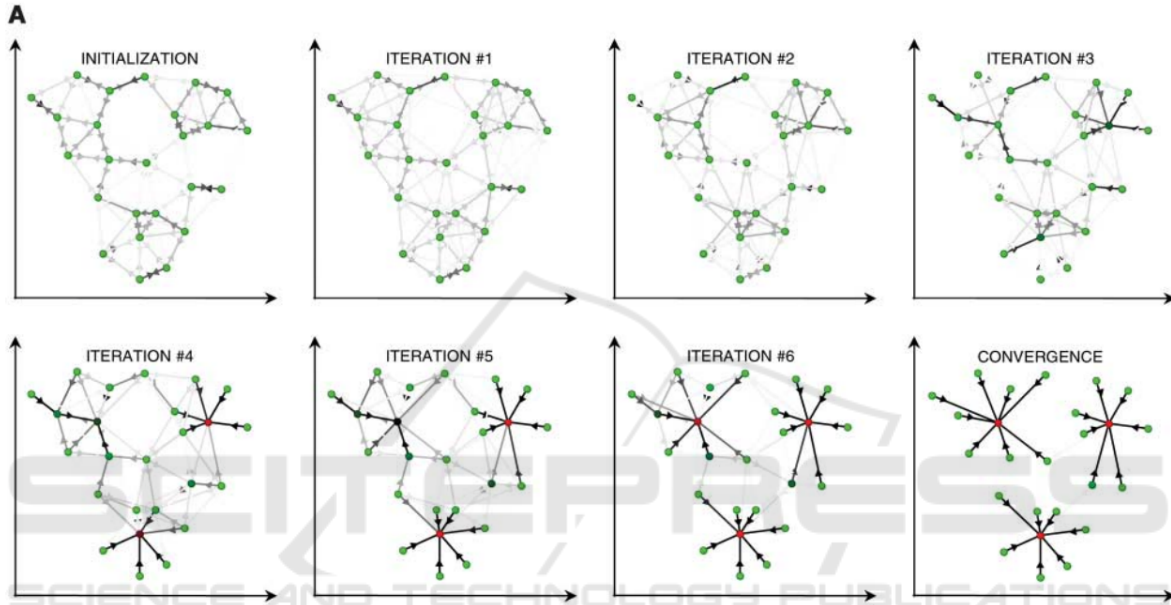 A
INITIALIZATION
ITERATION #1
ITERATION #2
ITERATION #3
ITERATION #4
ITERATION #5
ITERATION #6
CONVERGENCE
SCITEPRESS
SCIENCE AND TECHNOLOGY PUBLICATIONS